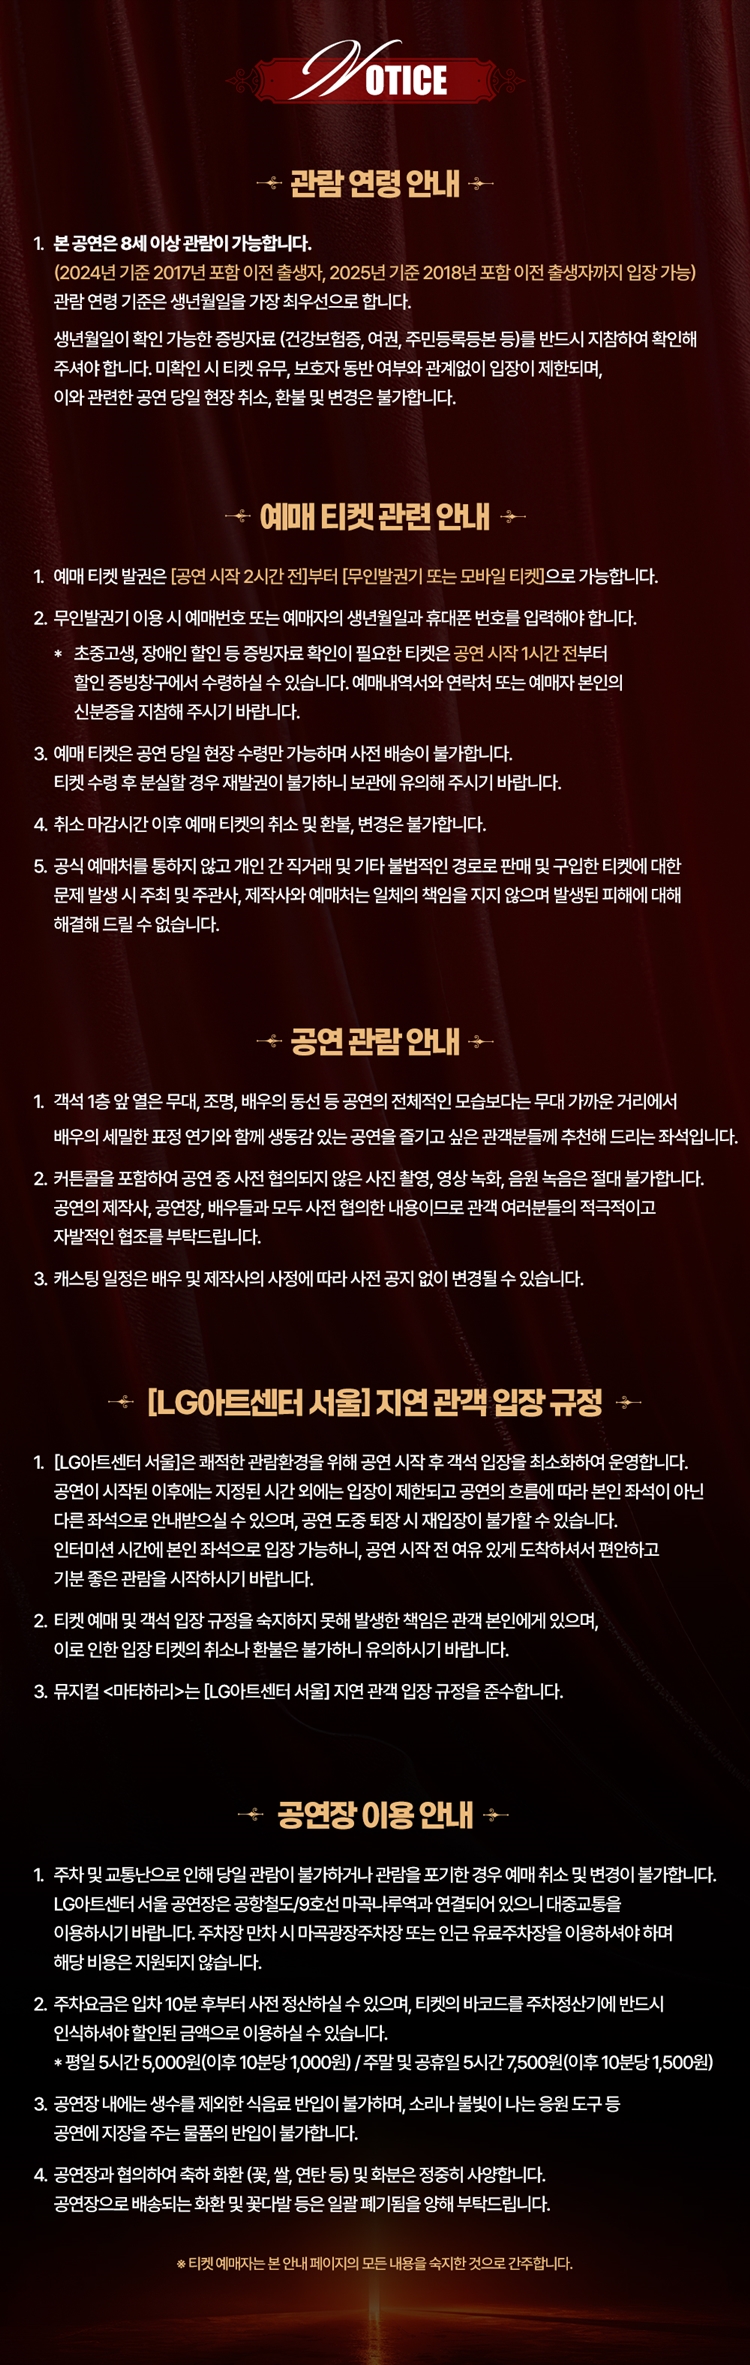 NOTICE
관람 연령 안내
1. 본 공연은 8세 이상 관람이 가능합니다.
(2024년 기준 2017년 포함 이전 출생자, 2025년 기준 2018년 포함 이전 출생자까지 입장 가능)
관람 연령 기준은 생년월일을 가장 최우선으로 합니다.
생년월일이 확인 가능한 증빙자료 (건강보험증, 여권, 주민등록등본 등)를 반드시 지참하여 확인해
주셔야 합니다. 미확인 시 티켓 유무, 보호자 동반 여부와 관계없이 입장이 제한되며,
이와 관련한 공연 당일 현장 취소, 환불 및 변경은 불가합니다.
예매 티켓 관련 안내
1. 예매 티켓 발권은 [공연 시작 2시간 전]부터 [무인발권기 또는 모바일 티켓]으로 가능합니다.
2. 무인발권기 이용 시 예매번호 또는 예매자의 생년월일과 휴대폰 번호를 입력해야 합니다.
* 초중고생, 장애인 할인 등 증빙자료 확인이 필요한 티켓은 공연 시작 1시간 전부터
할인 증빙창구에서 수령하실 수 있습니다. 예매내역서와 연락처 또는 예매자 본인의
신분증을 지참해 주시기 바랍니다.
3. 예매 티켓은 공연 당일 현장 수령만 가능하며 사전 배송이 불가합니다.
티켓 수령 후 분실할 경우 재발권이 불가하니 보관에 유의해 주시기 바랍니다.
4. 취소 마감시간 이후 예매 티켓의 취소 및 환불, 변경은 불가합니다.
5. 공식 예매처를 통하지 않고 개인 간 직거래 및 기타 불법적인 경로로 판매 및 구입한 티켓에 대한
문제 발생 시 주최 및 주관사, 제작사와 예매처는 일체의 책임을 지지 않으며 발생된 피해에 대해
해결해 드릴 수 없습니다.
공연 관람 안내
1. 객석 1층 앞 열은 무대, 조명, 배우의 동선 등 공연의 전체적인 모습보다는 무대 가까운 거리에서
배우의 세밀한 표정 연기와 함께 생동감 있는 공연을 즐기고 싶은 관객분들께 추천해 드리는 좌석입니다.
2. 커튼콜을 포함하여 공연 중 사전 협의되지 않은 사진 촬영, 영상 녹화, 음원 녹음은 절대 불가합니다.
공연의 제작사, 공연장, 배우들과 모두 사전 협의한 내용이므로 관객 여러분들의 적극적이고
자발적인 협조를 부탁드립니다.
3. 캐스팅 일정은 배우 및 제작사의 사정에 따라 사전 공지 없이 변경될 수 있습니다.
[LG아트센터 서울] 지연 관객 입장 규정
1. [LG아트센터 서울]은 쾌적한 관람환경을 위해 공연 시작 후 객석 입장을 최소화하여 운영합니다.
공연이 시작된 이후에는 지정된 시간 외에는 입장이 제한되고 공연의 흐름에 따라 본인 좌석이 아닌
다른 좌석으로 안내받으실 수 있으며, 공연 도중 퇴장 시 재입장이 불가할 수 있습니다.
인터미션 시간에 본인 좌석으로 입장 가능하니, 공연 시작 전 여유 있게 도착하셔서 편안하고
기분 좋은 관람을 시작하시기 바랍니다.
2. 티켓 예매 및 객석 입장 규정을 숙지하지 못해 발생한 책임은 관객 본인에게 있으며,
이로 인한 입장 티켓의 취소나 환불은 불가하니 유의하시기 바랍니다.
3. 뮤지컬 <마타하리>는 [LG아트센터 서울] 지연 관객 입장 규정을 준수합니다.
공연장 이용 안내
1. 주차 및 교통난으로 인해 당일 관람이 불가하거나 관람을 포기한 경우 예매 취소 및 변경이 불가합니다.
LG아트센터 서울 공연장은 공항철도/9호선 마곡나루역과 연결되어 있으니 대중교통을
이용하시기 바랍니다. 주차장 만차 시 마곡광장주차장 또는 인근 유료주차장을 이용하셔야 하며
해당 비용은 지원되지 않습니다.
2. 주차요금은 입차 10분 후부터 사전 정산하실 수 있으며, 티켓의 바코드를 주차정산기에 반드시
인식하셔야 할인된 금액으로 이용하실 수 있습니다.
* 평일 5시간 5,000원(이후 10분당 1,000원) / 주말 및 공휴일 5시간 7,500원(이후 10분당 1,500원)
3. 공연장 내에는 생수를 제외한 식음료 반입이 불가하며, 소리나 불빛이 나는 응원 도구 등
공연에 지장을 주는 물품의 반입이 불가합니다.
4. 공연장과 협의하여 축하 화환 (꽃, 쌀, 연탄 등) 및 화분은 정중히 사양합니다.
공연장으로 배송되는 화환 및 꽃다발 등은 일괄 폐기됨을 양해 부탁드립니다.
※ 티켓 예매자는 본 안내 페이지의 모든 내용을 숙지한 것으로 간주합니다.